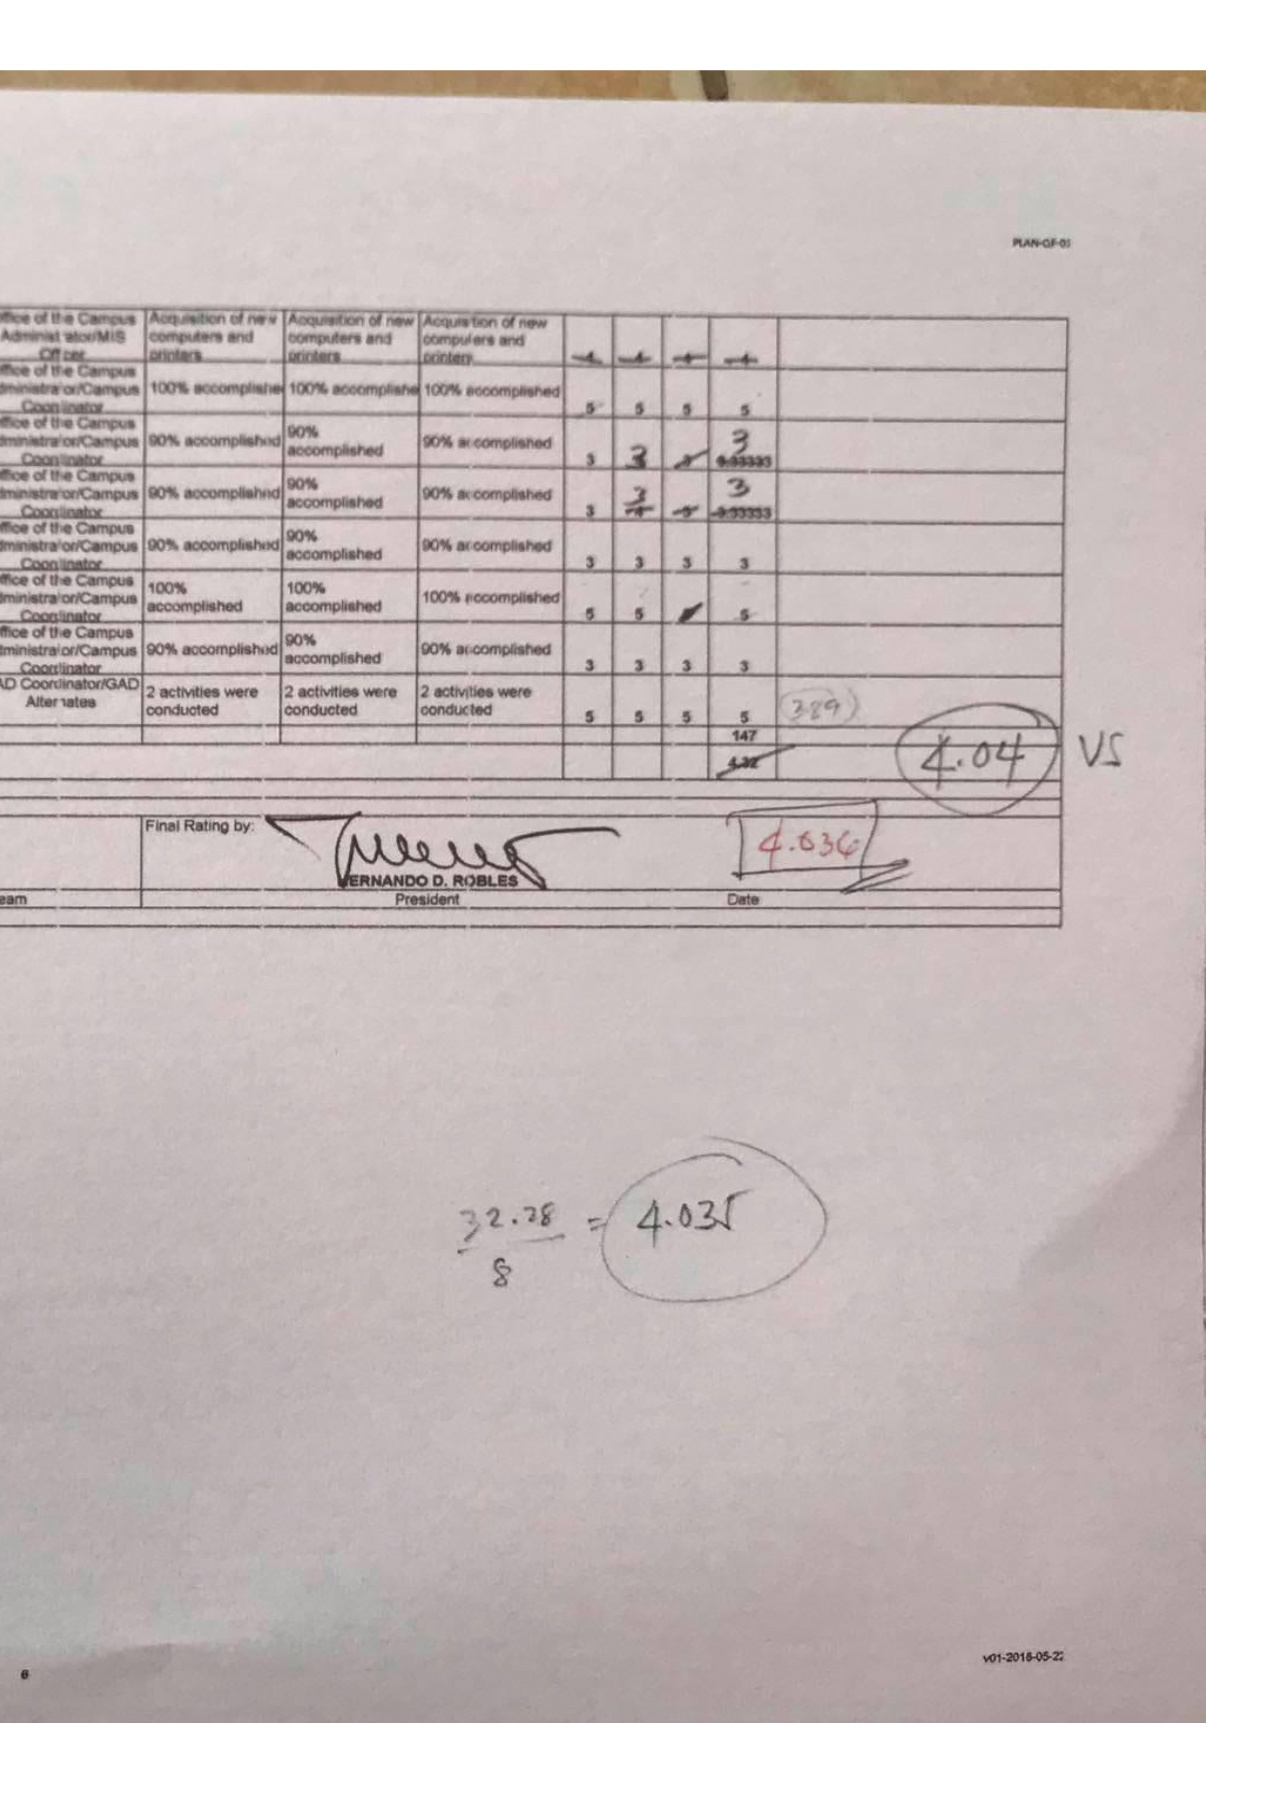 PLAN-QF-01
ffice of the Campus Acquisition of new Acquisition of new Acquisition of new
Administrator/MIS computers and computers and computers and
Officer printers printers printers 4 4 4 4
ffice of the Campus
dministrator/Campus 100% accomplishe 100% accomplishe 100% accomplished
Coordinator 5 5 5 5
ffice of the Campus 90% 3
dministrator/Campus 90% accomplished accomplished 90% accomplished
Coordinator 3 3 3.33333
ffice of the Campus 90% 3 3
dministrator/Campus 90% accomplished accomplished 90% accomplished
Coordinator 3 4 3 3.33333
ffice of the Campus 90%
dministrator/Campus 90% accomplished accomplished 90% accomplished
Coordinator 3 3 3 3
ffice of the Campus 100% 100%
dministrator/Campus accomplished accomplished 100% accomplished
Coordinator 5 5 5
ffice of the Campus 90%
dministrator/Campus 90% accomplished accomplished 90% accomplished
Coordinator 3 3 3 3
AD Coordinator/GAD 2 activities were 2 activities were 2 activities were
Alternates conducted conducted conducted 5 5 5 5 389
147
4.32 4.04 VS
Final Rating by: 4.036
ERNANDO D. ROBLES
eam President Date
32.28 = 4.035
8
6 v01-2018-05-22